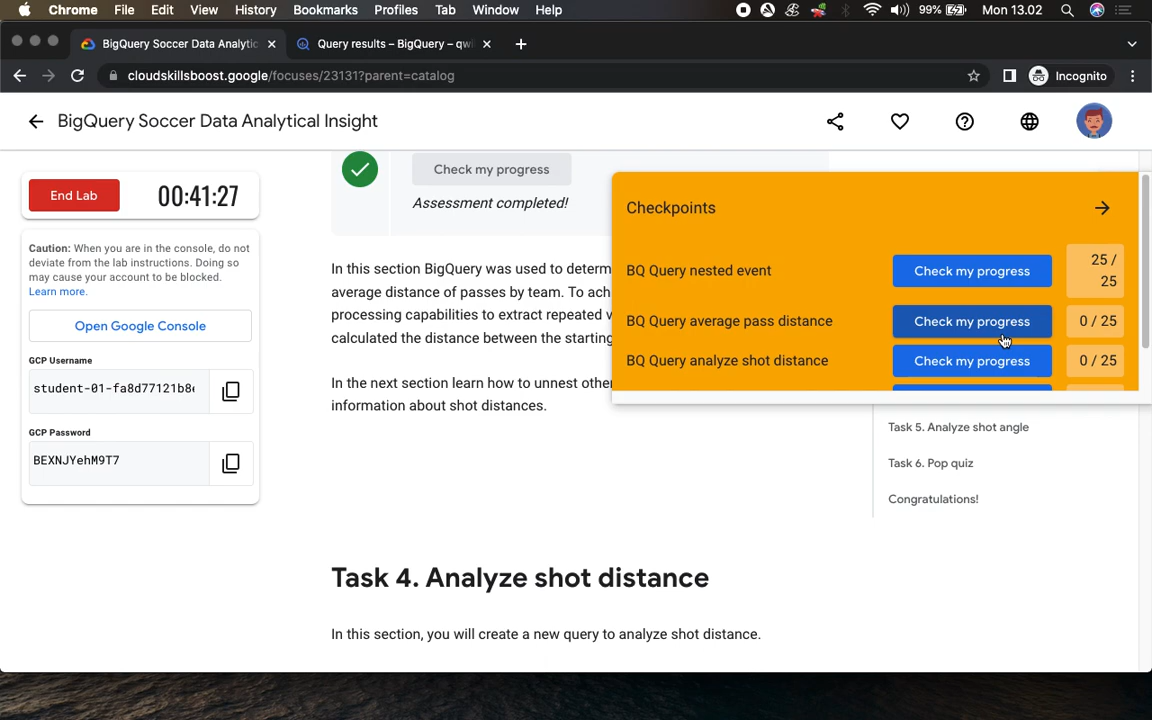 Chrome File Edit View History Bookmarks Profiles Tab Window Help 99% Mon 13.02
BigQuery Soccer Data Analytic
Query results – BigQuery – qwi
cloudskillsboost.google/focuses/23131?parent=catalog
Incognito
BigQuery Soccer Data Analytical Insight
End Lab
00:41:27
Caution: When you are in the console, do not
deviate from the lab instructions. Doing so
may cause your account to be blocked.
Learn more.
Open Google Console
GCP Username
student-01-fa8d77121b8
GCP Password
BEXNJYehM9T7
Check my progress
Assessment completed!
In this section BigQuery was used to determ
average distance of passes by team. To ach
processing capabilities to extract repeated v
calculated the distance between the starting
In the next section learn how to unnest othe
information about shot distances.
Task 4. Analyze shot distance
In this section, you will create a new query to analyze shot distance.
Checkpoints
BQ Query nested event
Check my progress
25 /
25
BQ Query average pass distance
Check my progress
0 / 25
BQ Query analyze shot distance
Check my progress
0 / 25
Task 5. Analyze shot angle
Task 6. Pop quiz
Congratulations!